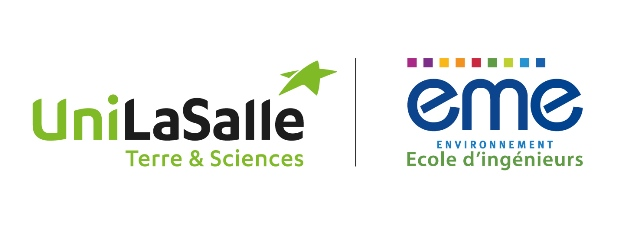 UniLaSalle
Terre & Sciences
eme
ENVIRONNEMENT
Ecole d'ingénieurs